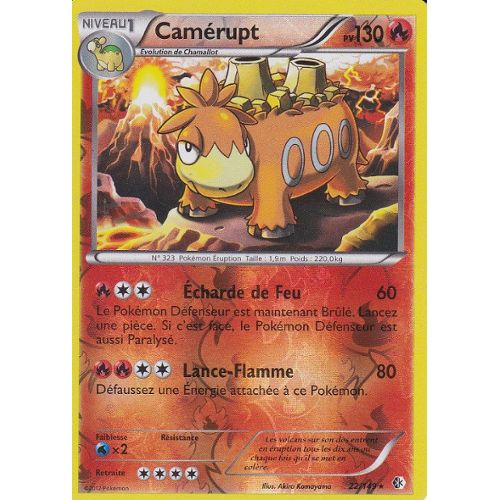 NIVEAU 1
Camérupt
PV 130
Évolution de Chamallot
N° 323 Pokémon Éruption Taille : 1,9m Poids : 220,0kg
Écharde de Feu 60
Le Pokémon Défenseur est maintenant Brûlé. Lancez
une pièce. Si c'est face, le Pokémon Défenseur est
aussi Paralysé.
Lance-Flamme 80
Défaussez une Énergie attachée à ce Pokémon.
Faiblesse
×2
Résistance
Retraite
Les volcans sur son dos entrent
en éruption tous les dix ans
ou chaque fois qu'il se met en
colère.
©2012 Pokémon
Illus. Akira Komayama
22/149 ★